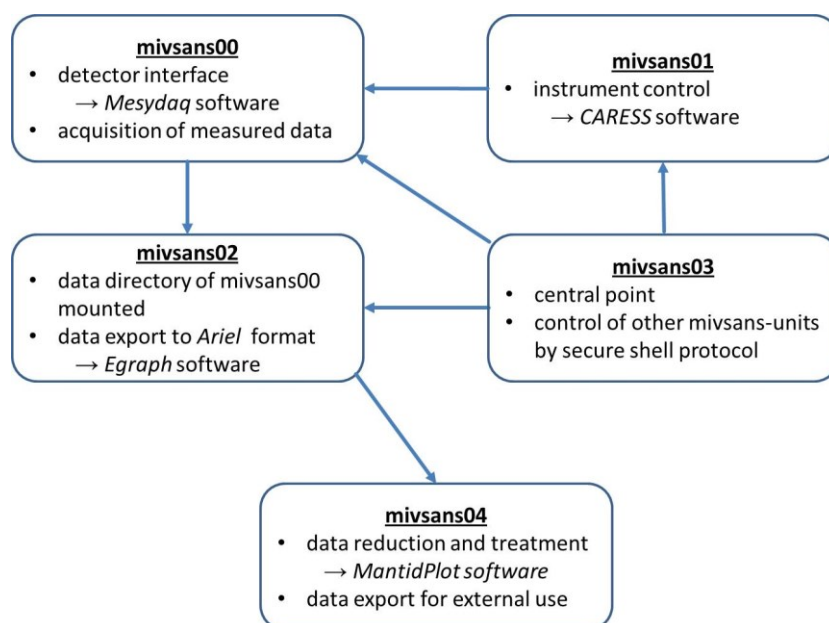 mivsans00
• detector interface
→ Mesydaq software
• acquisition of measured data
mivsans01
• instrument control
→ CARESS software
mivsans02
• data directory of mivsans00
mounted
• data export to Ariel format
→ Egraph software
mivsans03
• central point
• control of other mivsans-units
by secure shell protocol
mivsans04
• data reduction and treatment
→ MantidPlot software
• data export for external use